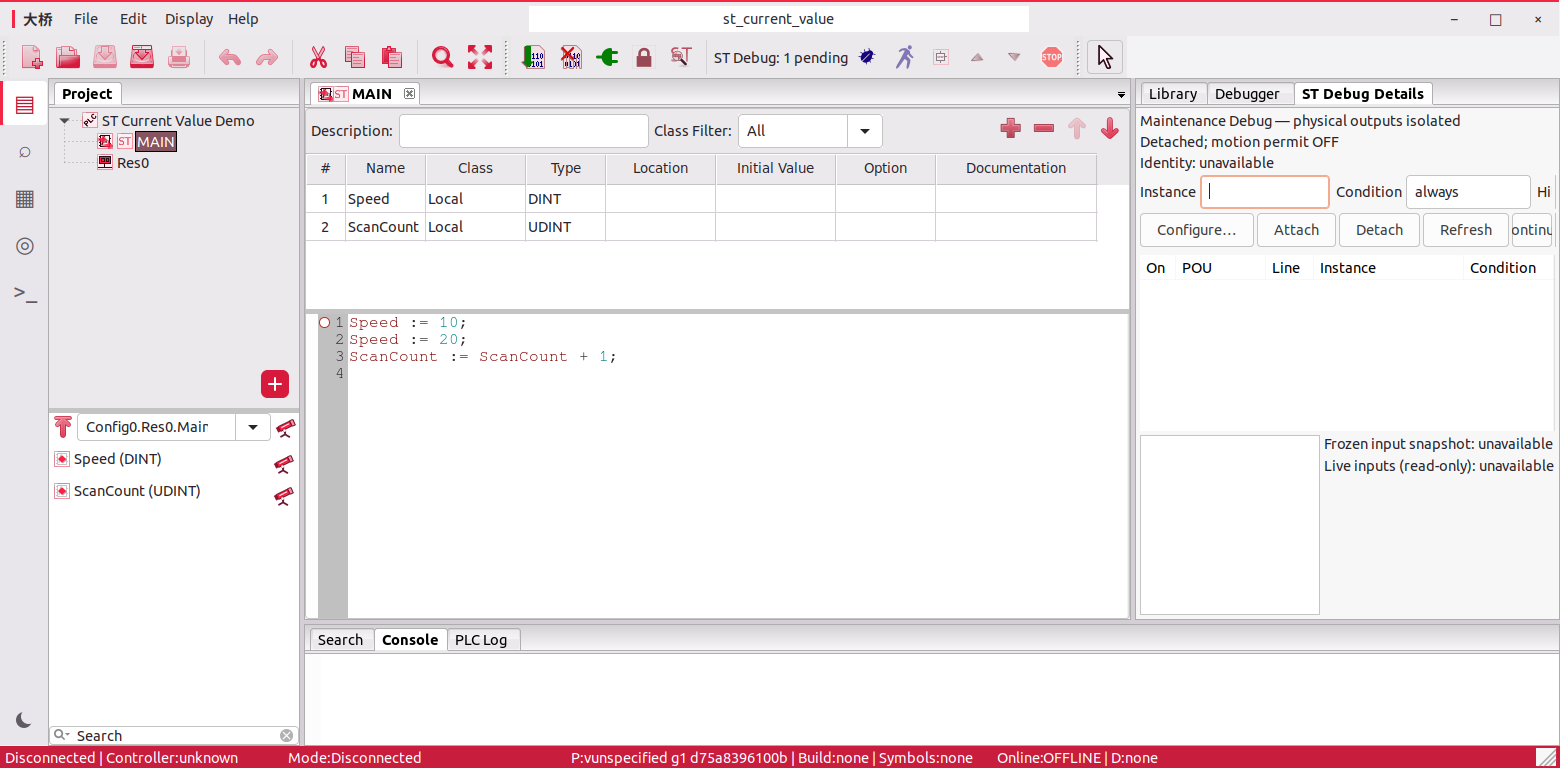 大桥 File Edit Display Help st_current_value
ST Debug: 1 pending STOP
Project
ST Current Value Demo
ST MAIN
Res0
Config0.Res0.Main
Speed (DINT)
ScanCount (UDINT)
Search
ST MAIN
Description: Class Filter: All
# Name Class Type Location Initial Value Option Documentation
1 Speed Local DINT
2 ScanCount Local UDINT
1 Speed := 10;
2 Speed := 20;
3 ScanCount := ScanCount + 1;
4
Library Debugger ST Debug Details
Maintenance Debug — physical outputs isolated
Detached; motion permit OFF
Identity: unavailable
Instance Condition always Hi
Configure... Attach Detach Refresh ontinu
On POU Line Instance Condition
Frozen input snapshot: unavailable
Live inputs (read-only): unavailable
Search Console PLC Log
Disconnected | Controller:unknown Mode:Disconnected P:vunspecified g1 d75a8396100b | Build:none | Symbols:none Online:OFFLINE | D:none